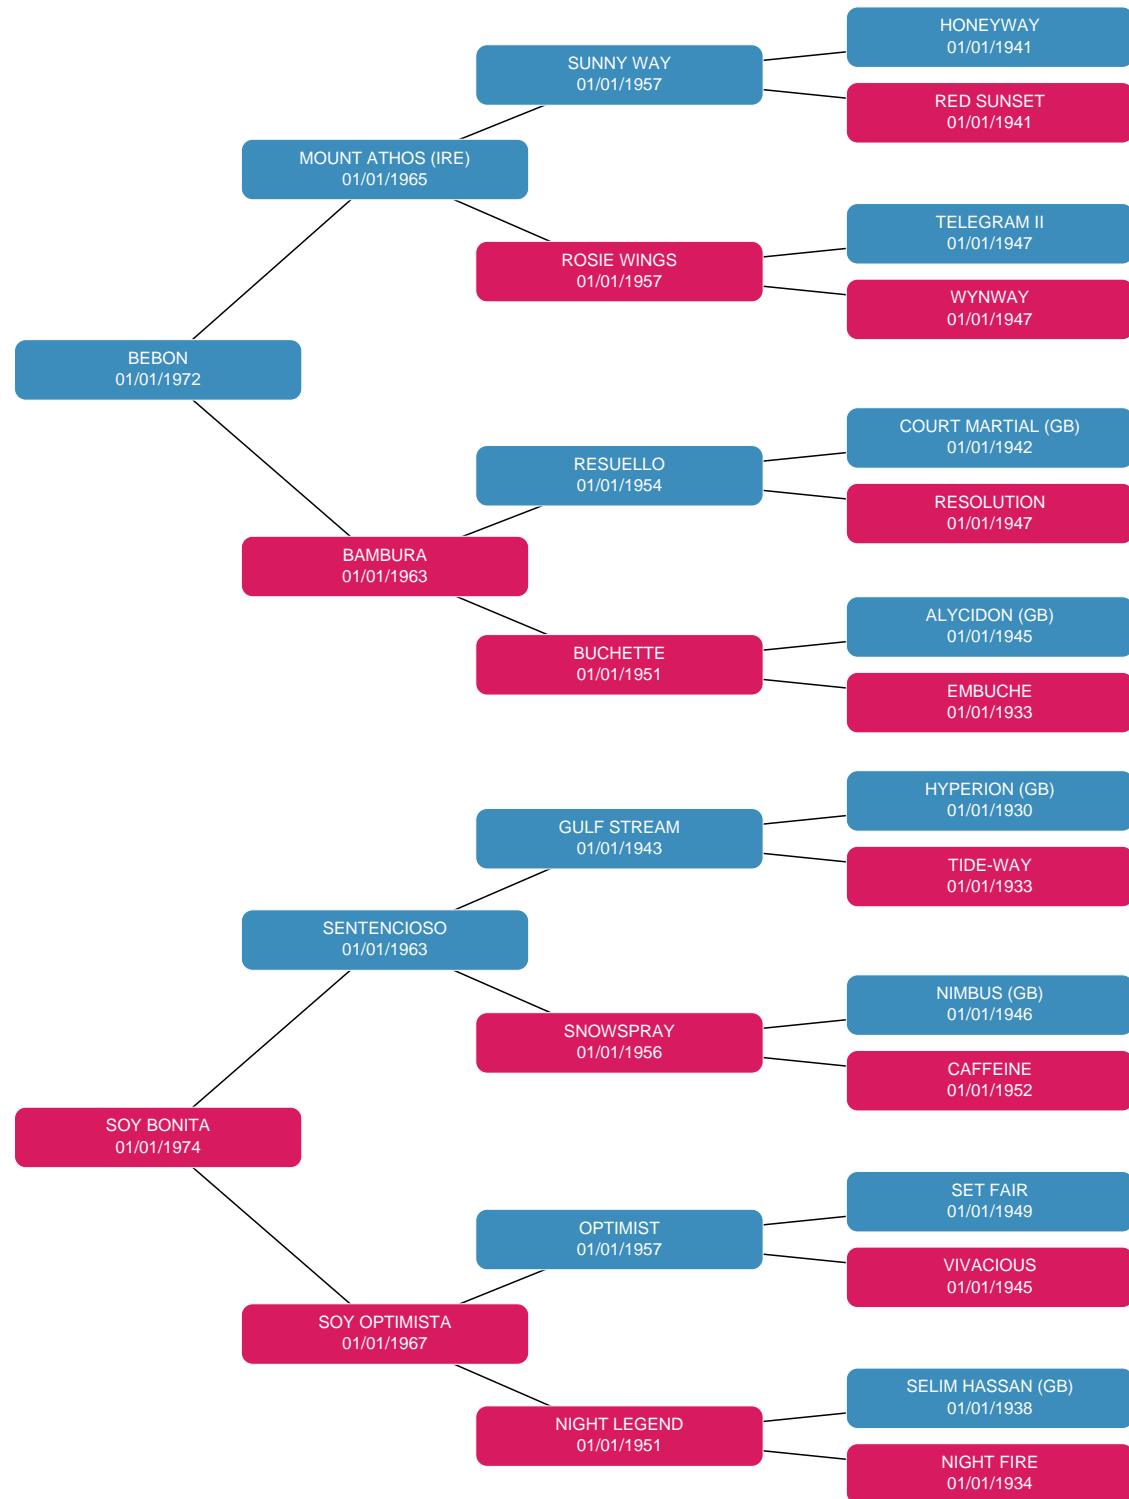 HONEYWAY
01/01/1941
SUNNY WAY
01/01/1957
RED SUNSET
01/01/1941
MOUNT ATHOS (IRE)
01/01/1965
TELEGRAM II
01/01/1947
ROSIE WINGS
01/01/1957
WYNWAY
01/01/1947
BEBON
01/01/1972
COURT MARTIAL (GB)
01/01/1942
RESUELLO
01/01/1954
RESOLUTION
01/01/1947
BAMBURA
01/01/1963
ALYCIDON (GB)
01/01/1945
BUCHETTE
01/01/1951
EMBUCHE
01/01/1933
HYPERION (GB)
01/01/1930
GULF STREAM
01/01/1943
TIDE-WAY
01/01/1933
SENTENCIOSO
01/01/1963
NIMBUS (GB)
01/01/1946
SNOWSPRAY
01/01/1956
CAFFEINE
01/01/1952
SOY BONITA
01/01/1974
SET FAIR
01/01/1949
OPTIMIST
01/01/1957
VIVACIOUS
01/01/1945
SOY OPTIMISTA
01/01/1967
SELIM HASSAN (GB)
01/01/1938
NIGHT LEGEND
01/01/1951
NIGHT FIRE
01/01/1934